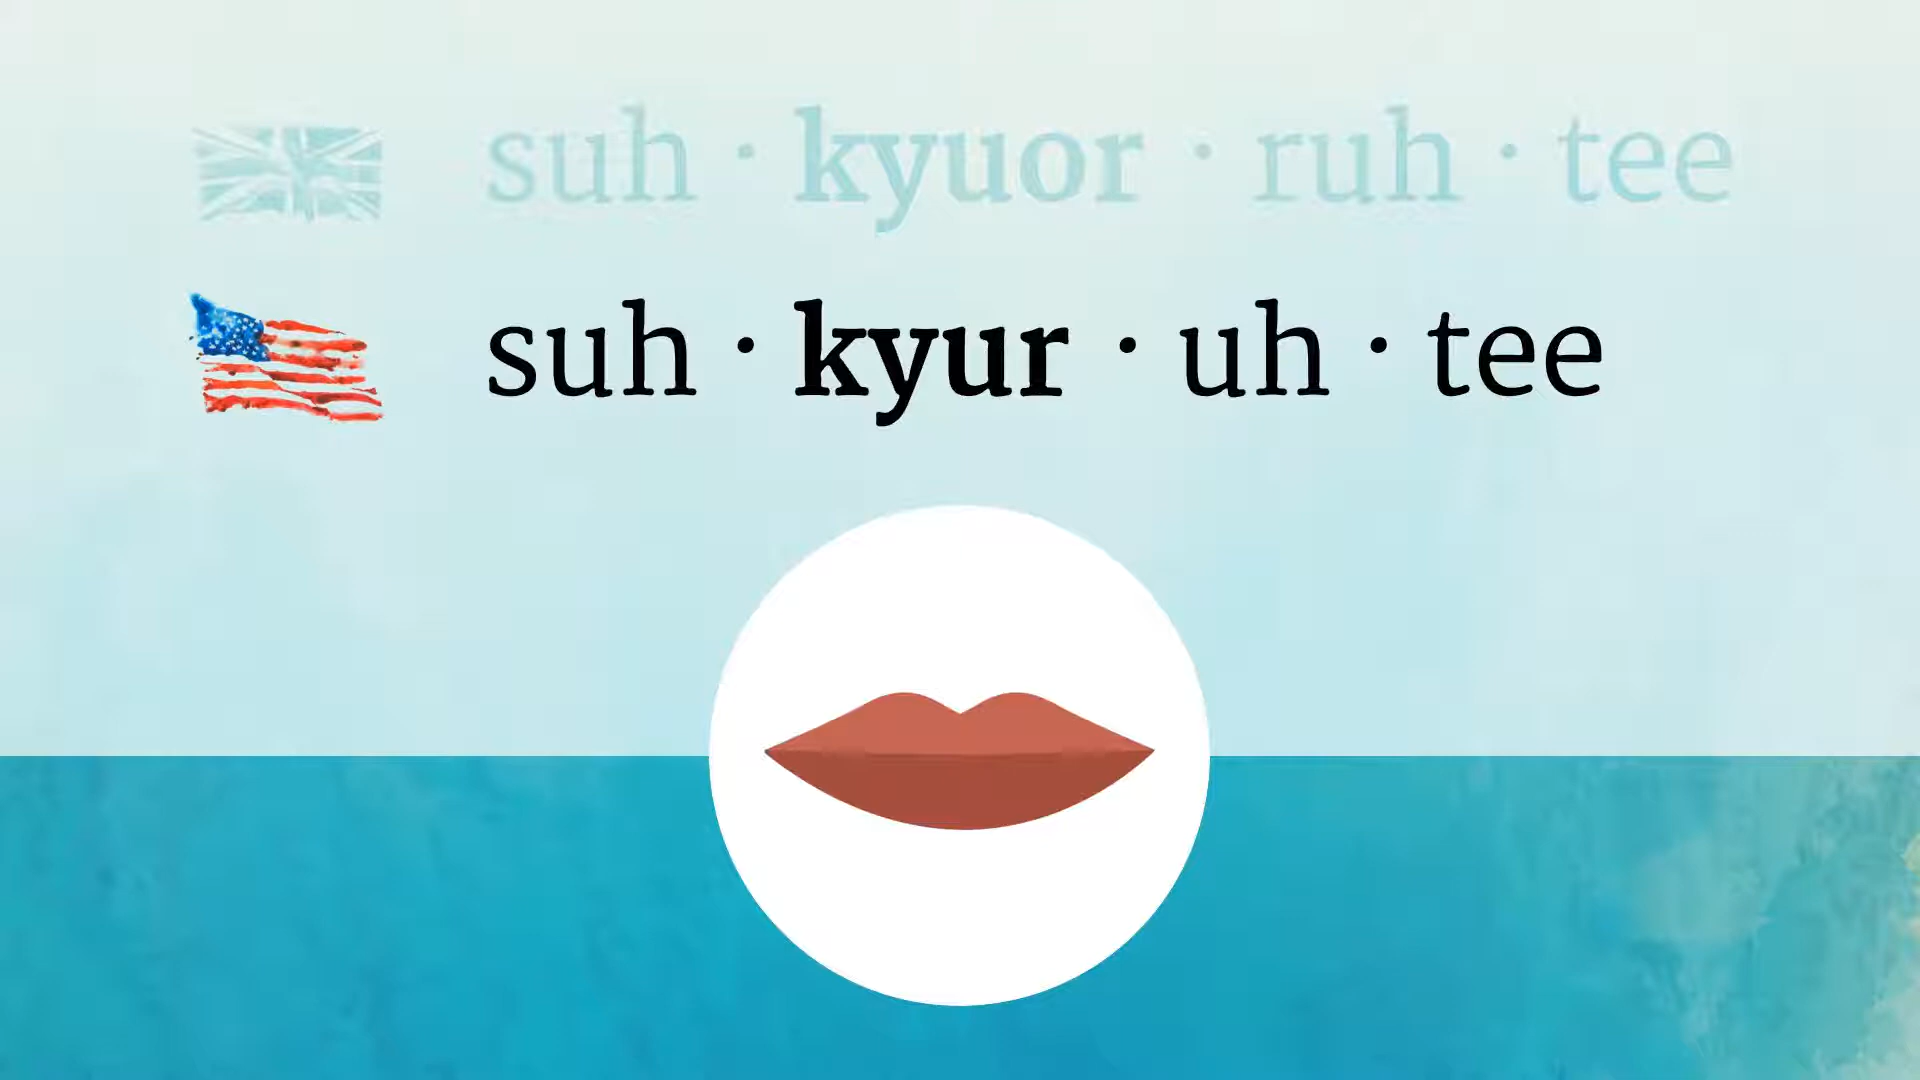 suh · kyuor · ruh · tee
suh · kyur · uh · tee